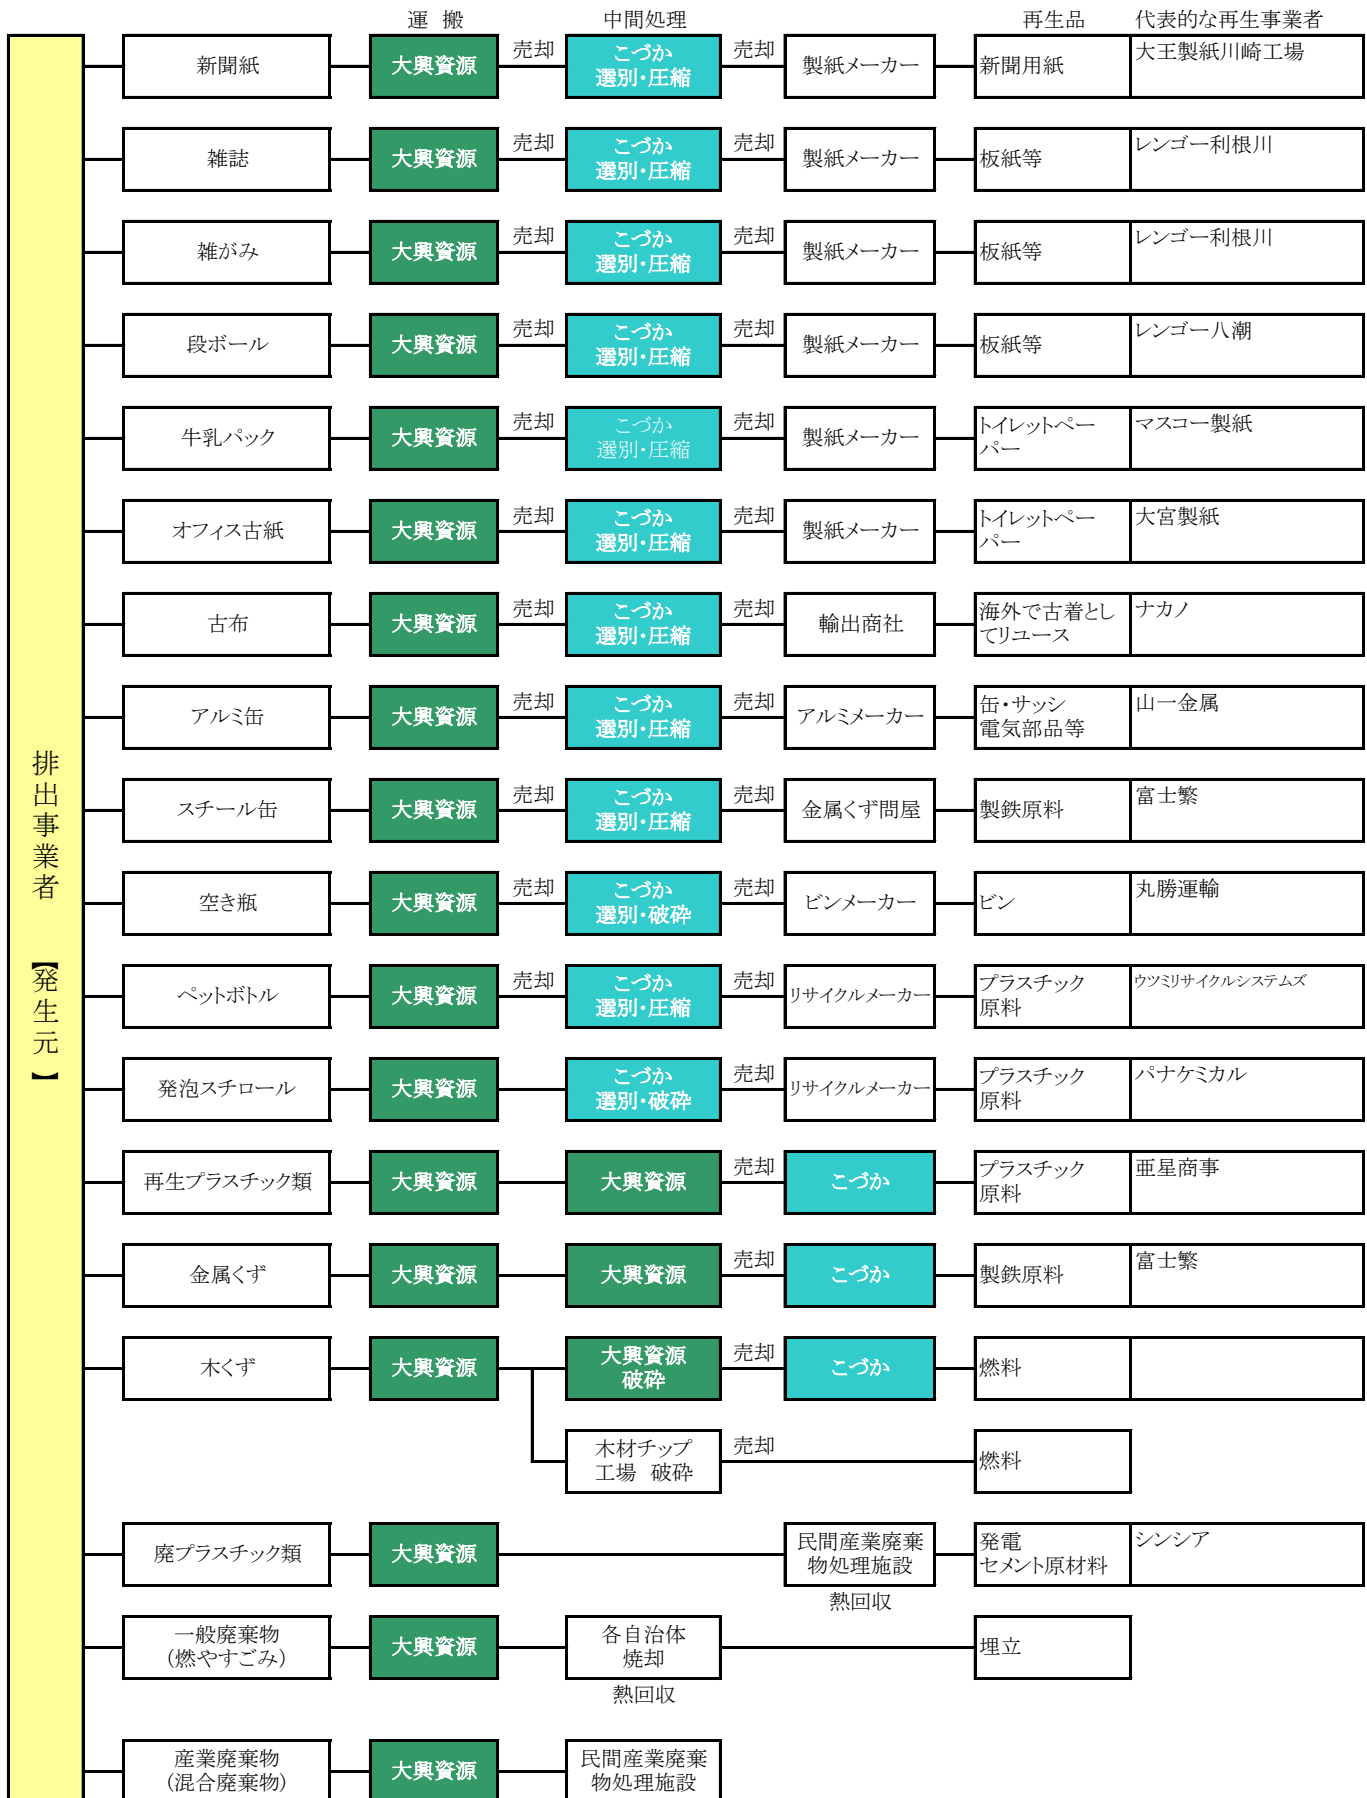 運　搬
中間処理
再生品
代表的な再生事業者
排出事業者　【発生元】
新聞紙
大興資源
売却
こづか
選別・圧縮
売却
製紙メーカー
新聞用紙
大王製紙川崎工場
雑誌
大興資源
売却
こづか
選別・圧縮
売却
製紙メーカー
板紙等
レンゴー利根川
雑がみ
大興資源
売却
こづか
選別・圧縮
売却
製紙メーカー
板紙等
レンゴー利根川
段ボール
大興資源
売却
こづか
選別・圧縮
売却
製紙メーカー
板紙等
レンゴー八潮
牛乳パック
大興資源
売却
こづか
選別・圧縮
売却
製紙メーカー
トイレットペー
パー
マスコー製紙
オフィス古紙
大興資源
売却
こづか
選別・圧縮
売却
製紙メーカー
トイレットペー
パー
大宮製紙
古布
大興資源
売却
こづか
選別・圧縮
売却
輸出商社
海外で古着とし
てリユース
ナカノ
アルミ缶
大興資源
売却
こづか
選別・圧縮
売却
アルミメーカー
缶・サッシ
電気部品等
山一金属
スチール缶
大興資源
売却
こづか
選別・圧縮
売却
金属くず問屋
製鉄原料
富士繁
空き瓶
大興資源
売却
こづか
選別・破砕
売却
ビンメーカー
ビン
丸勝運輸
ペットボトル
大興資源
売却
こづか
選別・圧縮
売却
リサイクルメーカー
プラスチック
原料
ウツミリサイクルシステムズ
発泡スチロール
大興資源
こづか
選別・破砕
売却
リサイクルメーカー
プラスチック
原料
パナケミカル
再生プラスチック類
大興資源
大興資源
売却
こづか
プラスチック
原料
亜星商事
金属くず
大興資源
大興資源
売却
こづか
製鉄原料
富士繁
木くず
大興資源
大興資源
破砕
売却
こづか
燃料
木材チップ
工場　破砕
売却
燃料
廃プラスチック類
大興資源
民間産業廃棄
物処理施設
熱回収
発電
セメント原材料
シンシア
一般廃棄物
(燃やすごみ)
大興資源
各自治体
焼却
熱回収
埋立
産業廃棄物
(混合廃棄物)
大興資源
民間産業廃棄
物処理施設